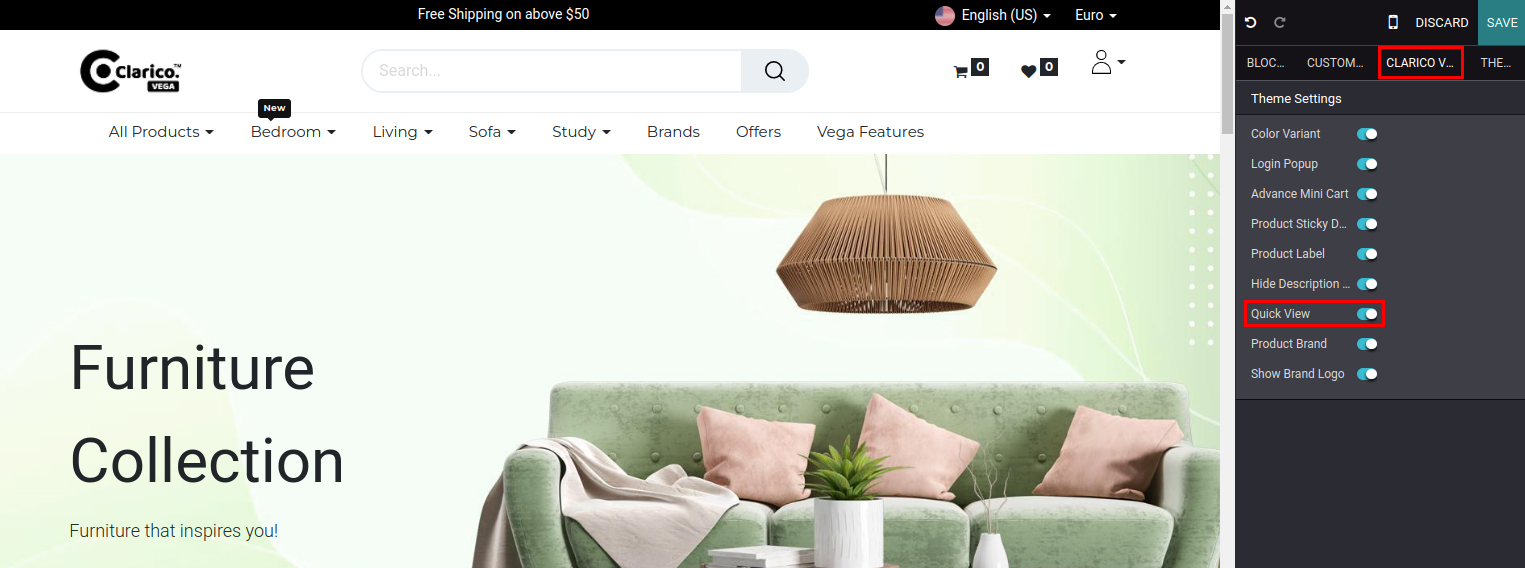 Free Shipping on above $50
English (US)
Euro
DISCARD
SAVE
Clarico.™
VEGA
Search...
0
0
BLOC...
CUSTOM...
CLARICO V...
THE...
Theme Settings
New
All Products
Bedroom
Living
Sofa
Study
Brands
Offers
Vega Features
Color Variant
Login Popup
Advance Mini Cart
Product Sticky D...
Product Label
Hide Description ...
Quick View
Product Brand
Show Brand Logo
Furniture
Collection
Furniture that inspires you!